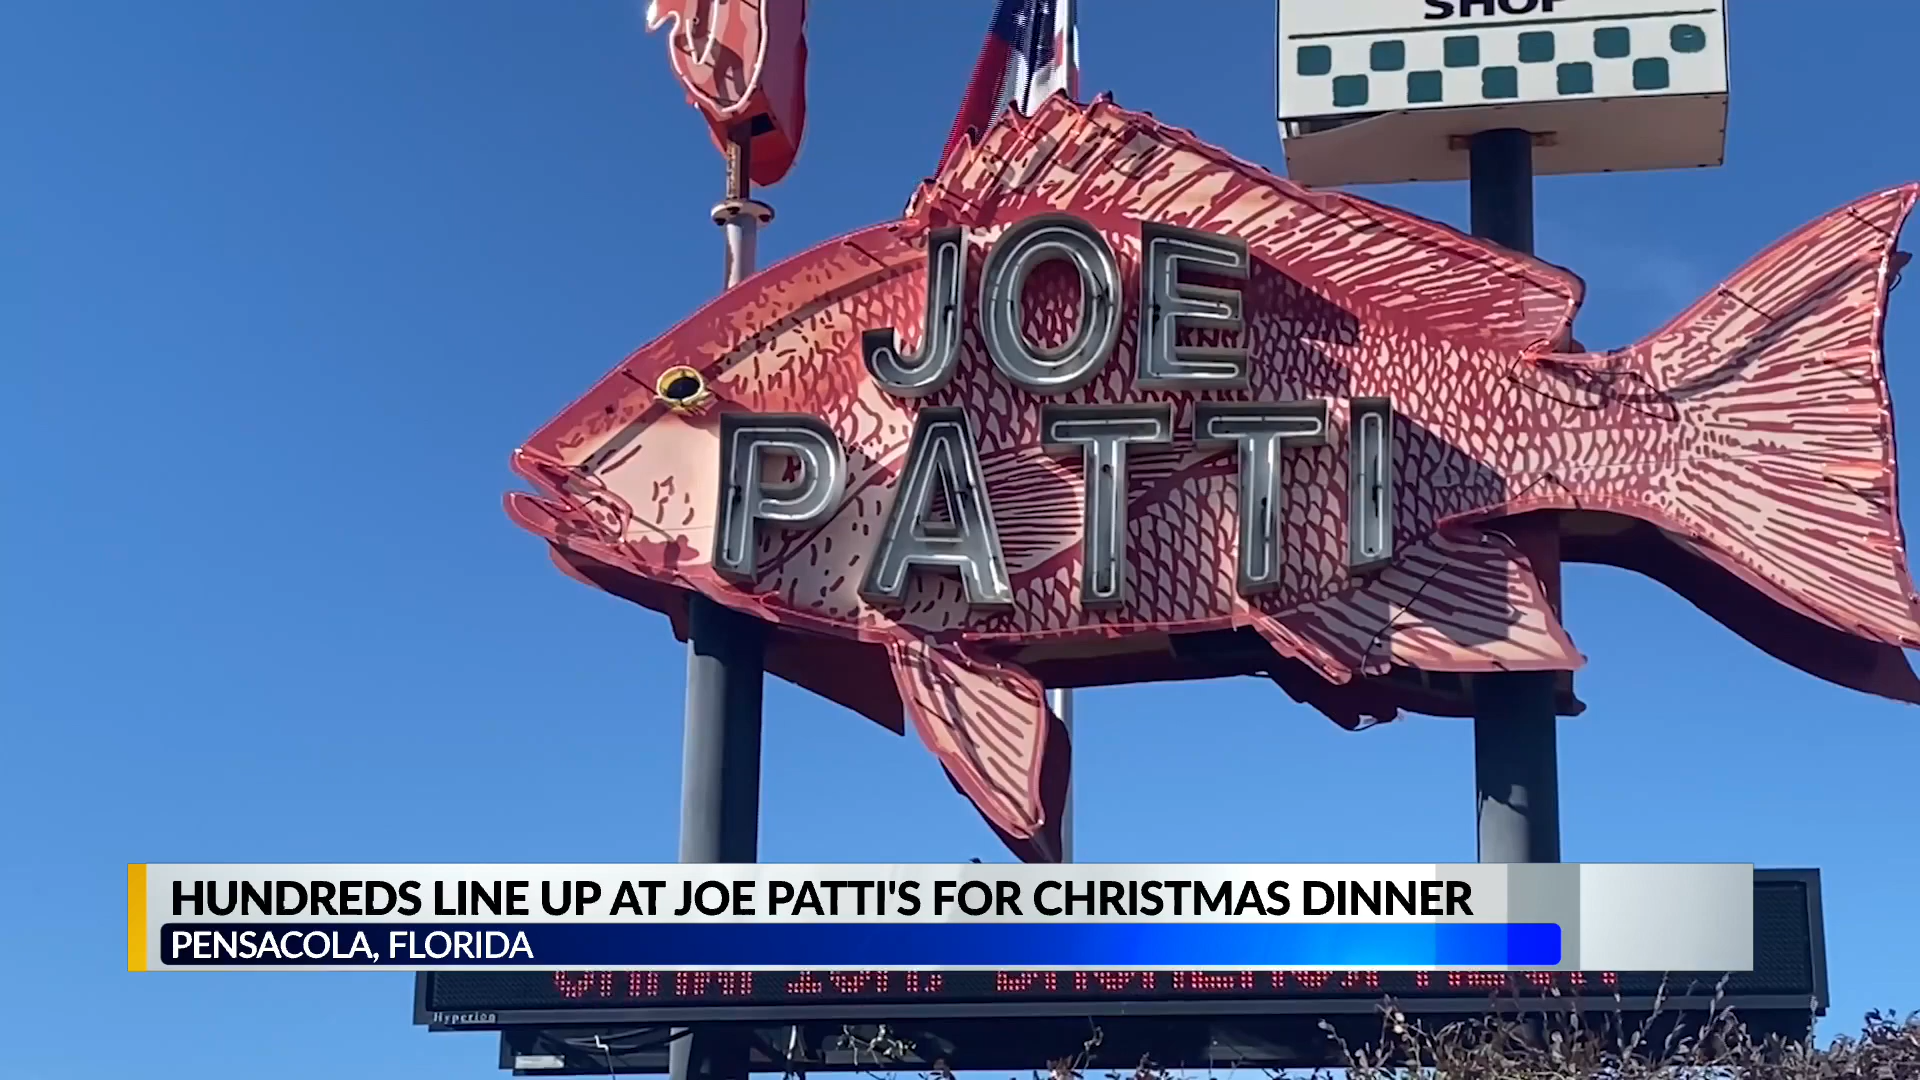 SHOP
JOE
PATTI
HUNDREDS LINE UP AT JOE PATTI'S FOR CHRISTMAS DINNER
PENSACOLA, FLORIDA
Hyperion